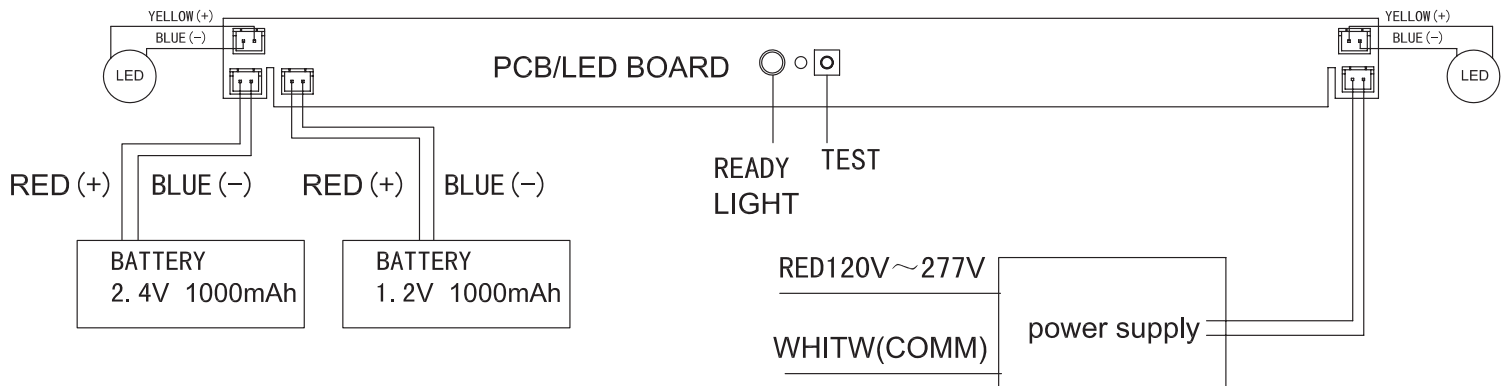 YELLOW(+)
BLUE(-)
LED
PCB/LED BOARD
YELLOW(+)
BLUE(-)
LED
READY
LIGHT
TEST
RED(+)
BLUE(-)
RED(+)
BLUE(-)
BATTERY
2.4V 1000mAh
BATTERY
1.2V 1000mAh
RED120V～277V
WHITW(COMM)
power supply